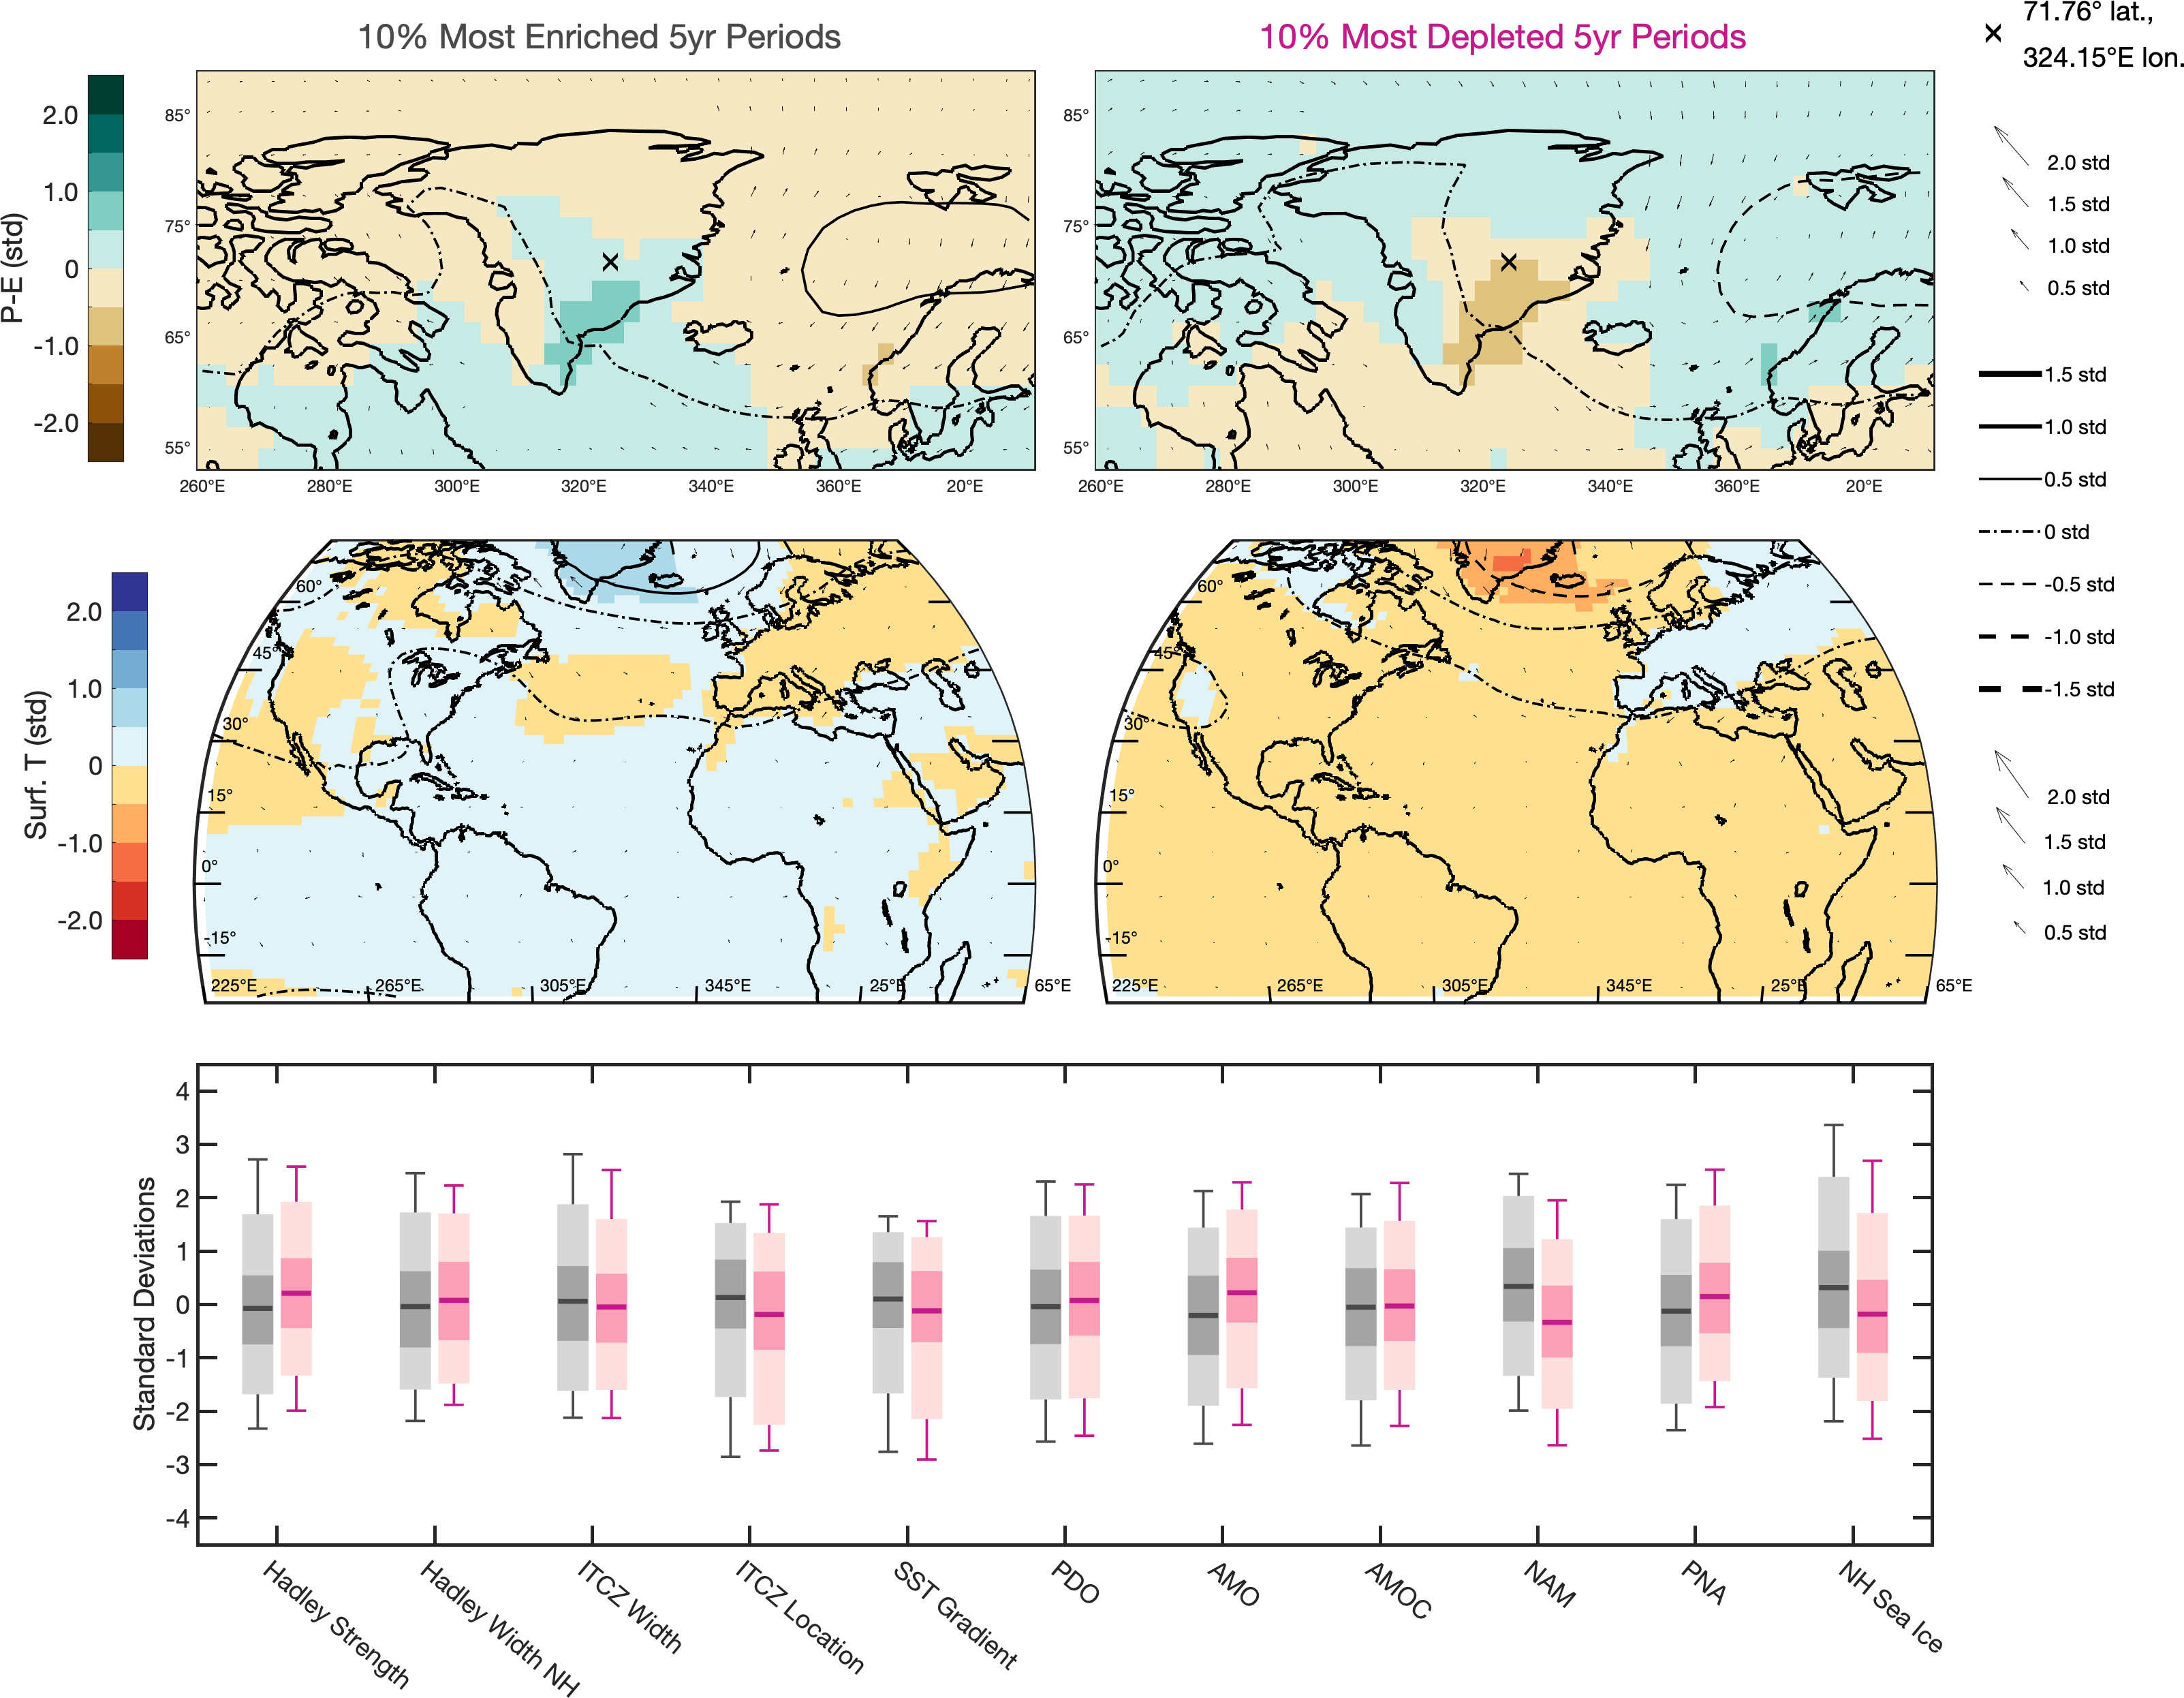 10% Most Enriched 5yr Periods
10% Most Depleted 5yr Periods
71.76° lat.,
324.15°E lon.
P-E (std)
2.0
1.0
0
-1.0
-2.0
85°
75°
65°
55°
260°E 280°E 300°E 320°E 340°E 360°E 20°E
85°
75°
65°
55°
260°E 280°E 300°E 320°E 340°E 360°E 20°E
2.0 std
1.5 std
1.0 std
0.5 std
1.5 std
1.0 std
0.5 std
0 std
-0.5 std
-1.0 std
-1.5 std
Surf. T (std)
2.0
1.0
0
-1.0
-2.0
60°
45°
30°
15°
0°
-15°
225°E 265°E 305°E 345°E 25°E 65°E
60°
45°
30°
15°
0°
-15°
225°E 265°E 305°E 345°E 25°E 65°E
2.0 std
1.5 std
1.0 std
0.5 std
Standard Deviations
4
3
2
1
0
-1
-2
-3
-4
Hadley Strength
Hadley Width NH
ITCZ Width
ITCZ Location
SST Gradient
PDO
AMO
AMOC
NAM
PNA
NH Sea Ice